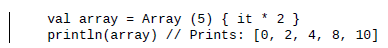 val array = Array (5) { it * 2 }
println(array) // Prints: [0, 2, 4, 8, 10]